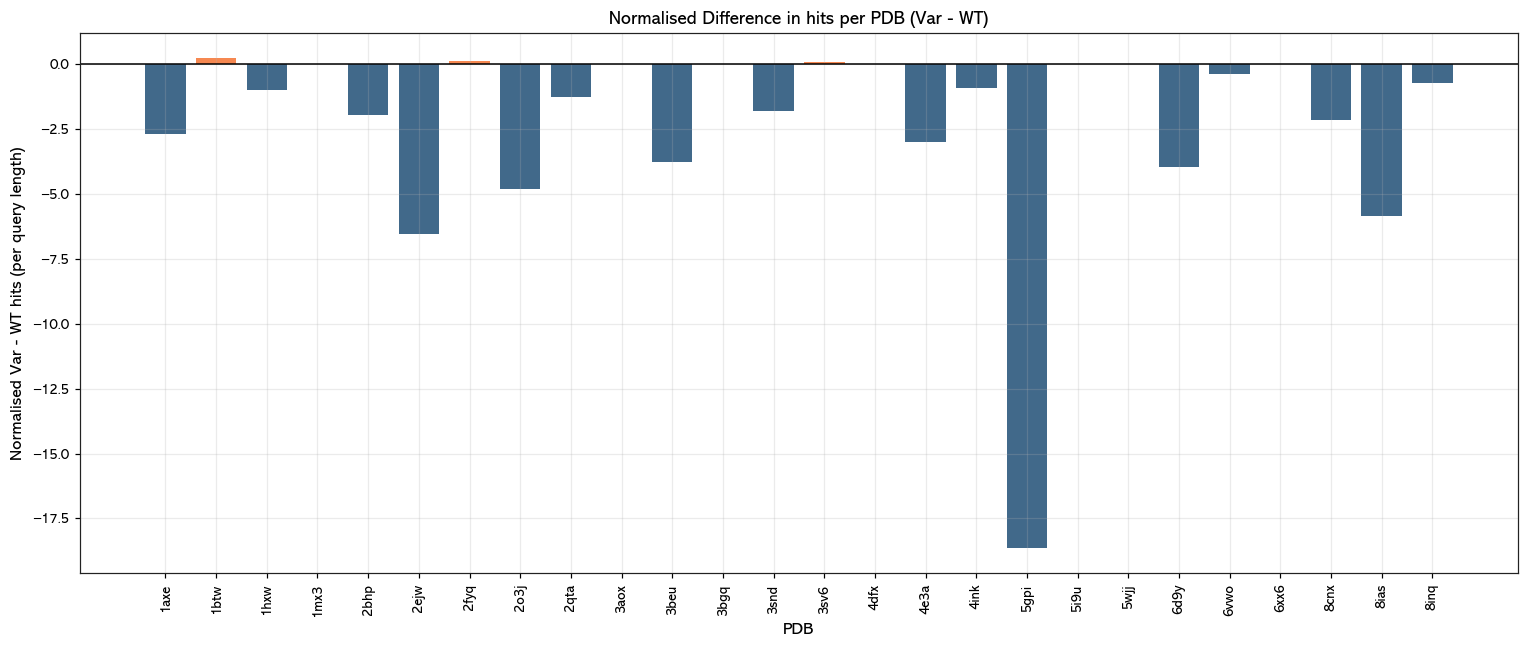 Normalised Difference in hits per PDB (Var - WT)
Normalised Var - WT hits (per query length)
0.0
−2.5
−5.0
−7.5
−10.0
−12.5
−15.0
−17.5
1axe
1btw
1hxw
1mx3
2bhp
2ejw
2fyq
2o3j
2qta
3aox
3beu
3bgq
3snd
3sv6
4dfx
4e3a
4ink
5gpi
5i9u
5wjj
6d9y
6vwo
6xx6
8cnx
8ias
8inq
PDB